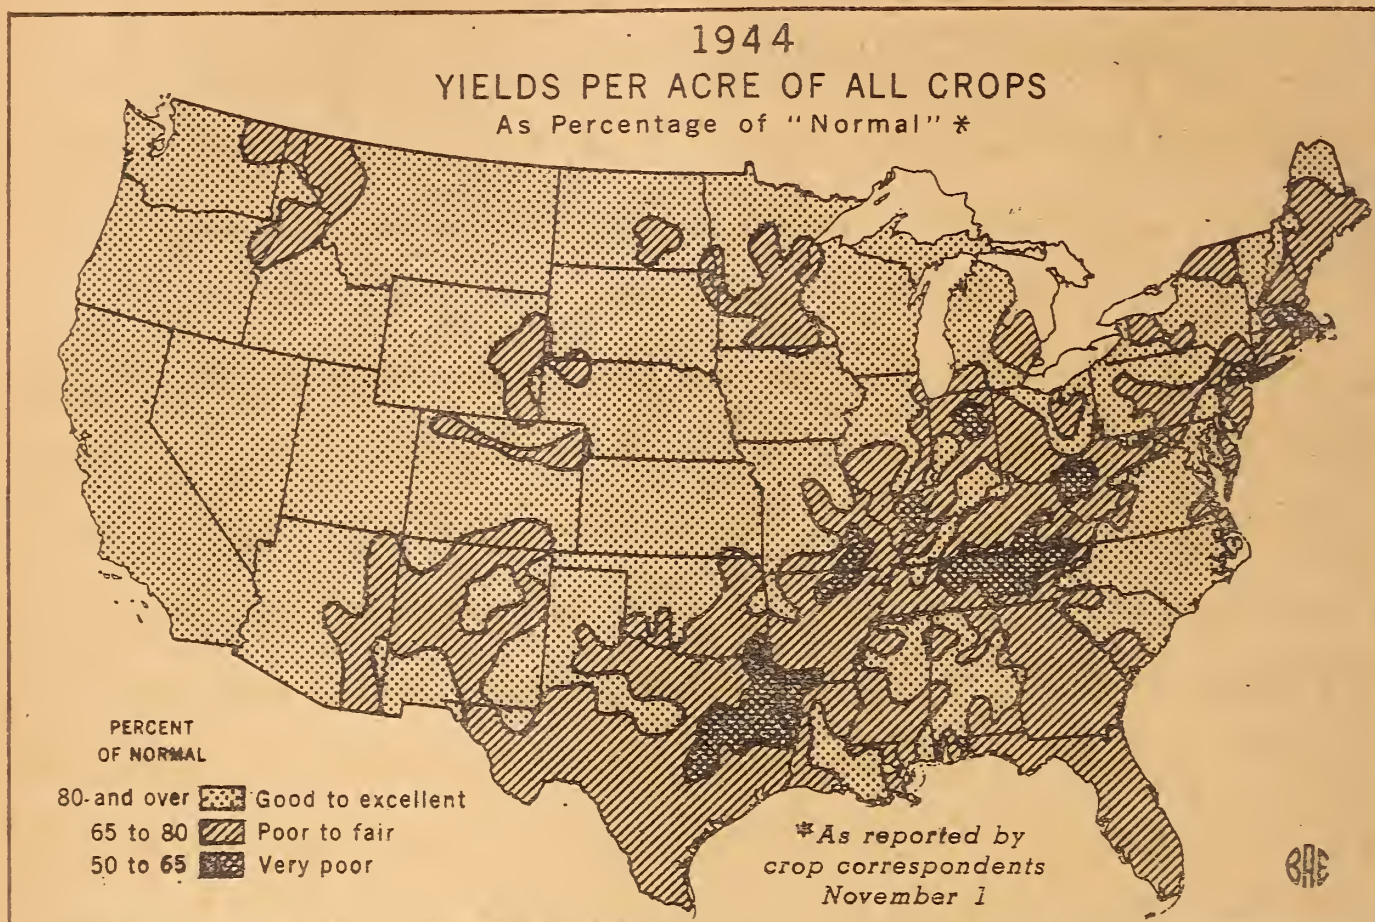 1944
YIELDS PER ACRE OF ALL CROPS
As Percentage of "Normal" *
PERCENT
OF NORMAL
80 and over Good to excellent
65 to 80 Poor to fair
50 to 65 Very poor
*As reported by
crop correspondents
November 1
BAE